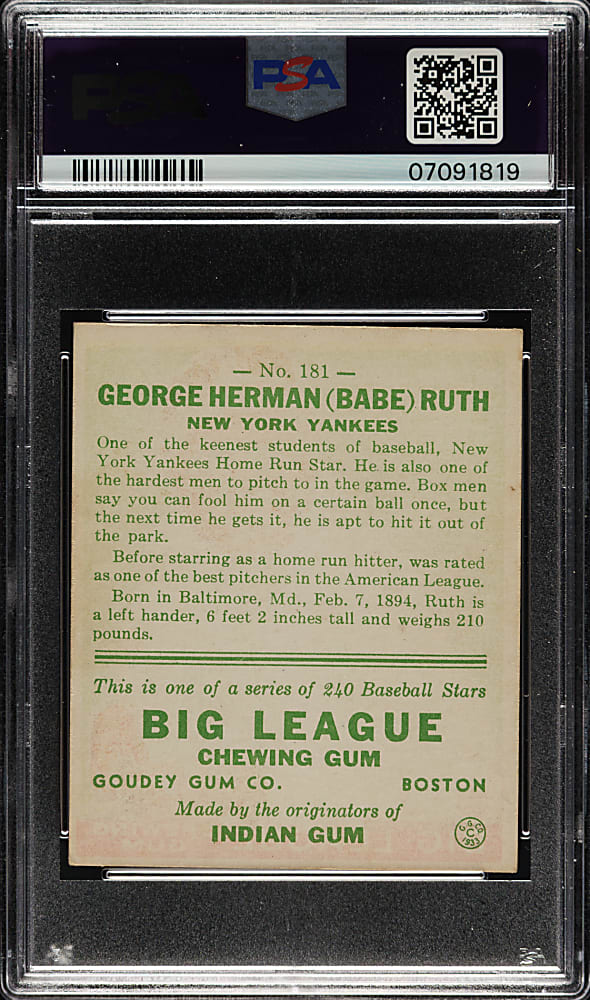 PSA
07091819
— No. 181 —
GEORGE HERMAN (BABE) RUTH
NEW YORK YANKEES
One of the keenest students of baseball, New
York Yankees Home Run Star. He is also one of
the hardest men to pitch to in the game. Box men
say you can fool him on a certain ball once, but
the next time he gets it, he is apt to hit it out of
the park.
Before starring as a home run hitter, was rated
as one of the best pitchers in the American League.
Born in Baltimore, Md., Feb. 7, 1894, Ruth is
a left hander, 6 feet 2 inches tall and weighs 210
pounds.
This is one of a series of 240 Baseball Stars
BIG LEAGUE
CHEWING GUM
GOUDEY GUM CO. BOSTON
Made by the originators of
INDIAN GUM
G. G. CO
C
1933